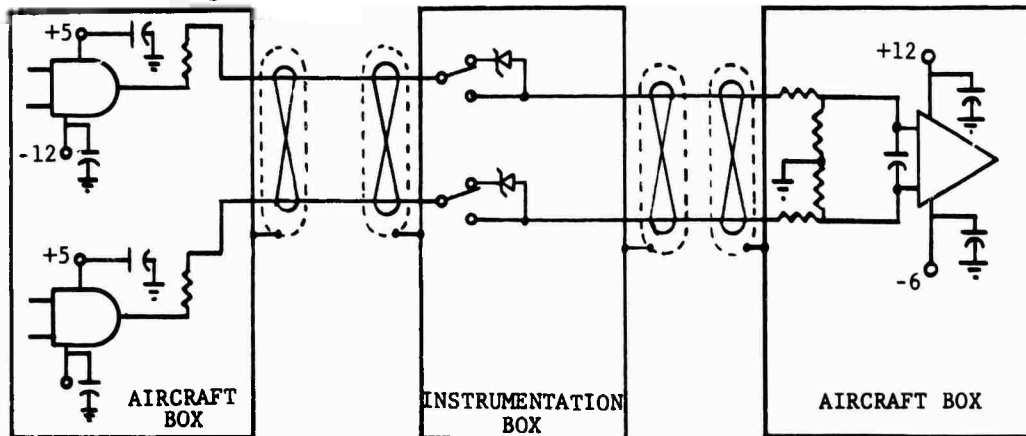 +5
-12
+5
+12
-6
AIRCRAFT
BOX
INSTRUMENTATION
BOX
AIRCRAFT BOX